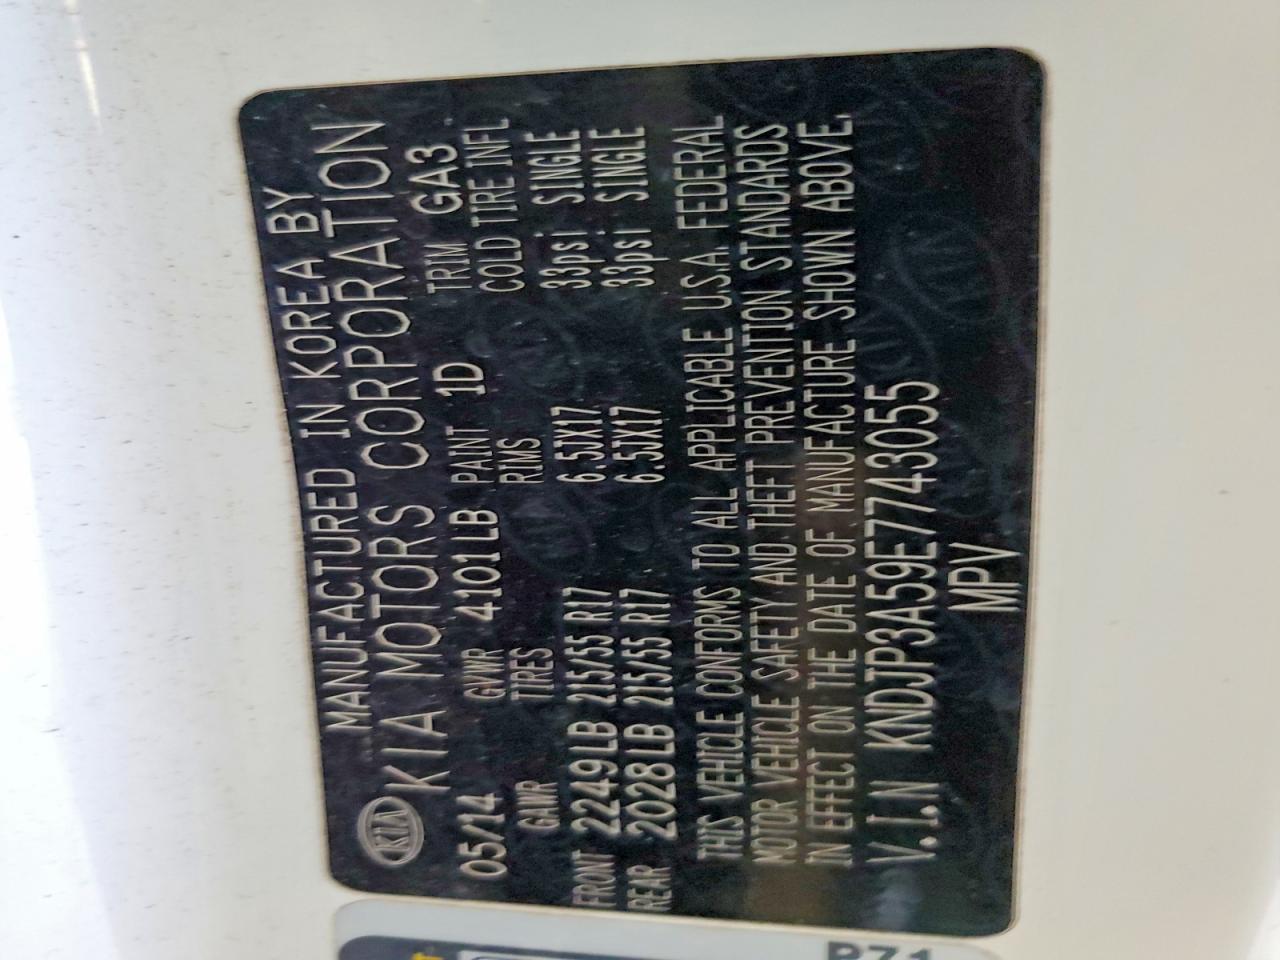 MANUFACTURED IN KOREA BY
KIA KIA MOTORS CORPORATION
05/14 GVWR 4101LB PAINT 1D TRIM GA3
GAWR TIRES RIMS COLD TIRE INFL
FRONT 2249LB 215/55 R17 6.5JX17 33psi SINGLE
REAR 2028LB 215/55 R17 6.5JX17 33psi SINGLE
THIS VEHICLE CONFORMS TO ALL APPLICABLE U.S.A. FEDERAL
MOTOR VEHICLE SAFETY AND THEFT PREVENTION STANDARDS
IN EFFECT ON THE DATE OF MANUFACTURE SHOWN ABOVE.
V.I.N KNDJP3A59E7743055
MPV